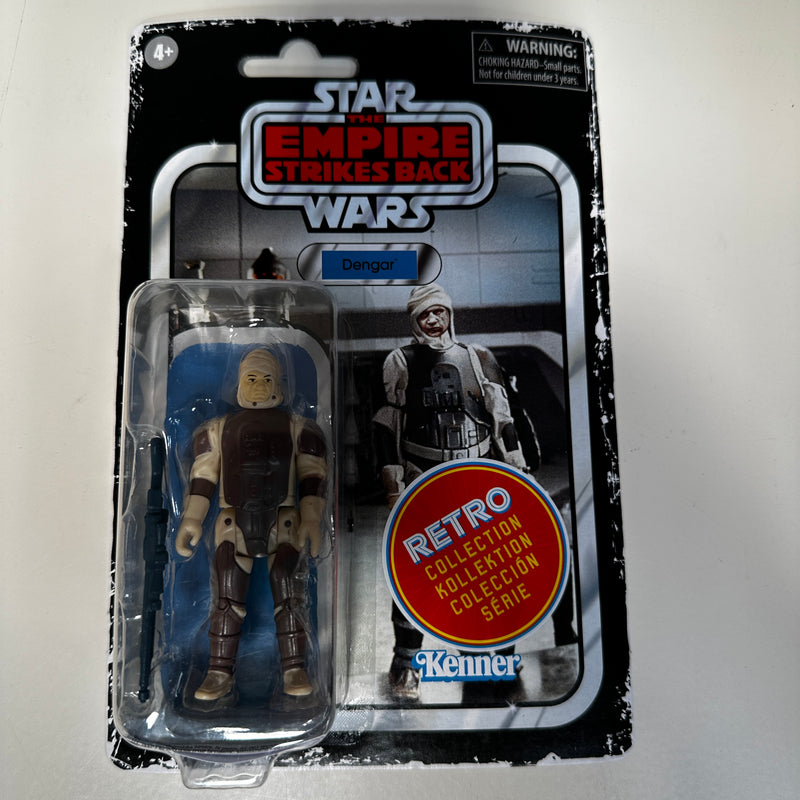 4+
⚠ WARNING:
CHOKING HAZARD–Small parts.
Not for children under 3 years.
STAR
THE
EMPIRE
STRIKES BACK
WARS
Dengar
RETRO
COLLECTION
KOLLEKTION
COLECCIÓN
SÉRIE
Kenner